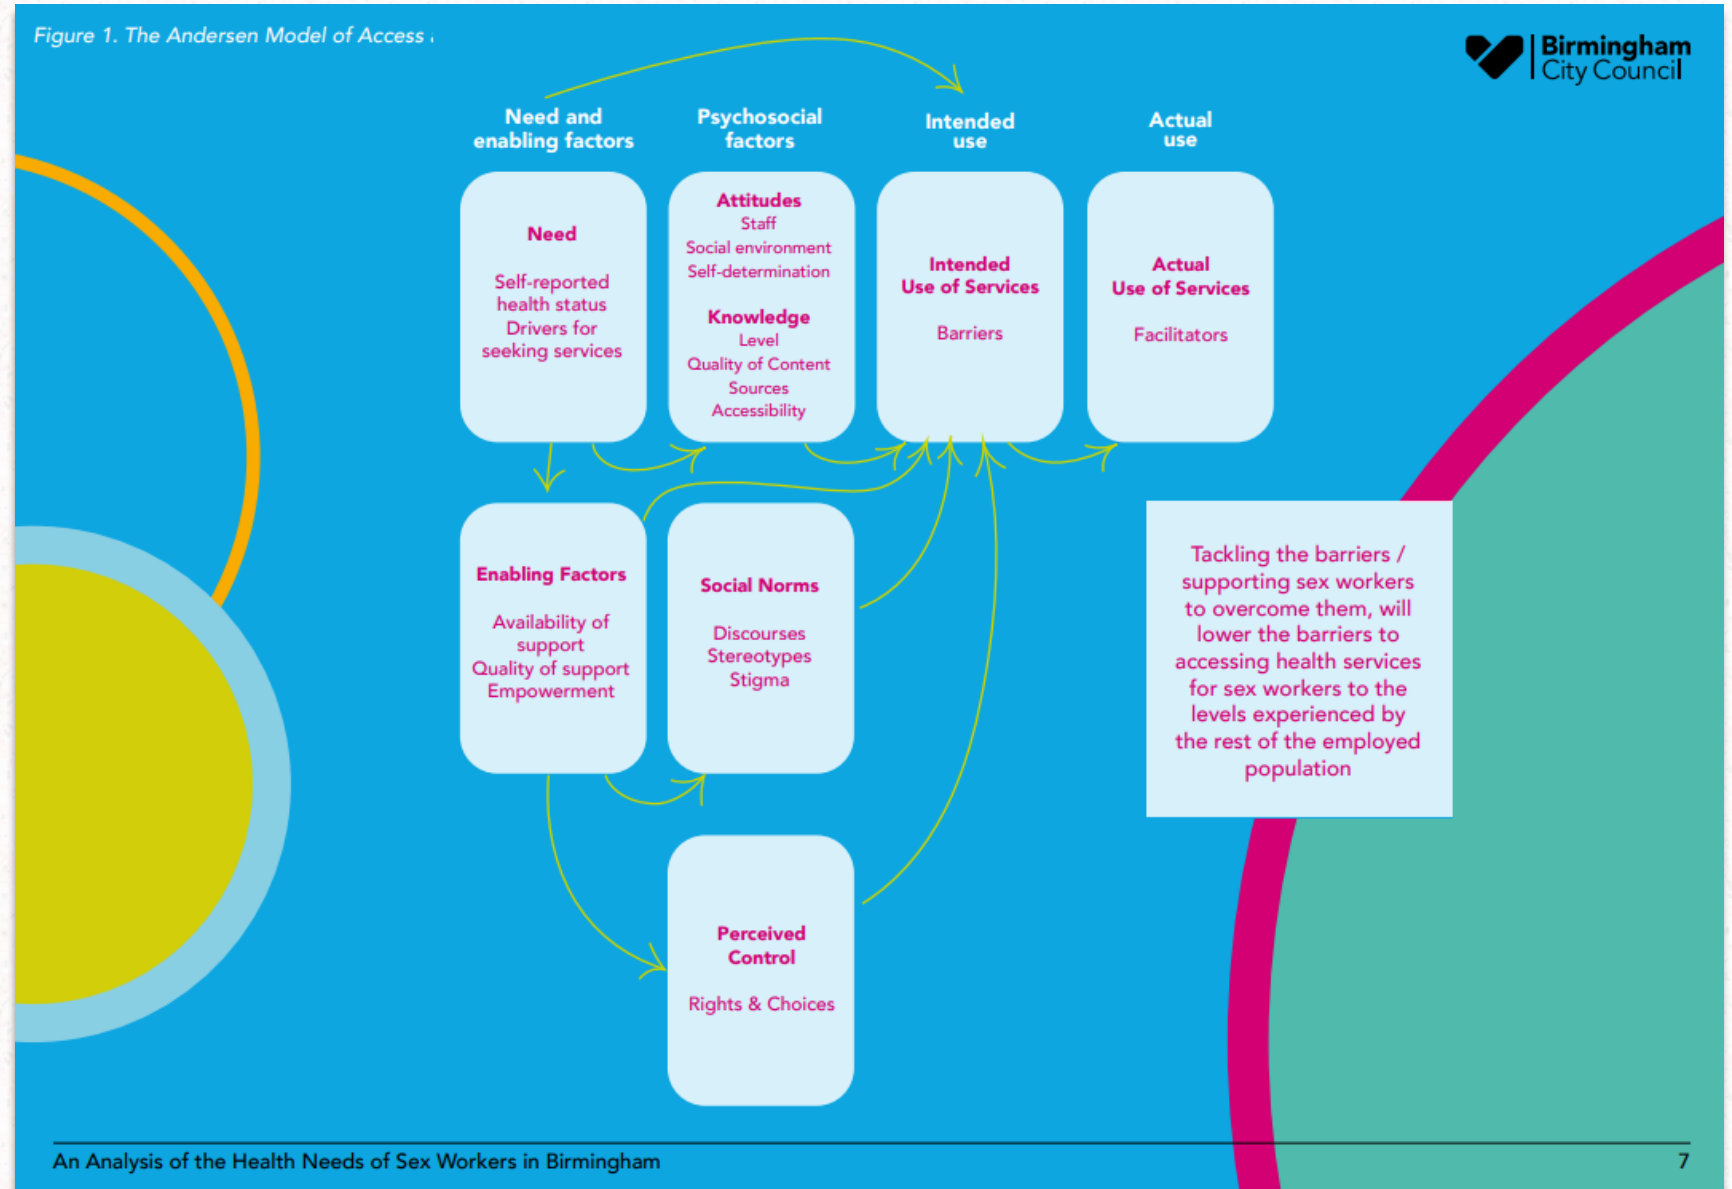 Figure 1. The Andersen Model of Access
Birmingham
City Council
Need and
enabling factors
Psychosocial
factors
Intended
use
Actual
use
Need
Self-reported
health status
Drivers for
seeking services
Attitudes
Staff
Social environment
Self-determination
Knowledge
Level
Quality of Content
Sources
Accessibility
Intended
Use of Services
Barriers
Actual
Use of Services
Facilitators
Enabling Factors
Availability of
support
Quality of support
Empowerment
Social Norms
Discourses
Stereotypes
Stigma
Tackling the barriers /
supporting sex workers
to overcome them, will
lower the barriers to
accessing health services
for sex workers to the
levels experienced by
the rest of the employed
population
Perceived
Control
Rights & Choices
An Analysis of the Health Needs of Sex Workers in Birmingham
7